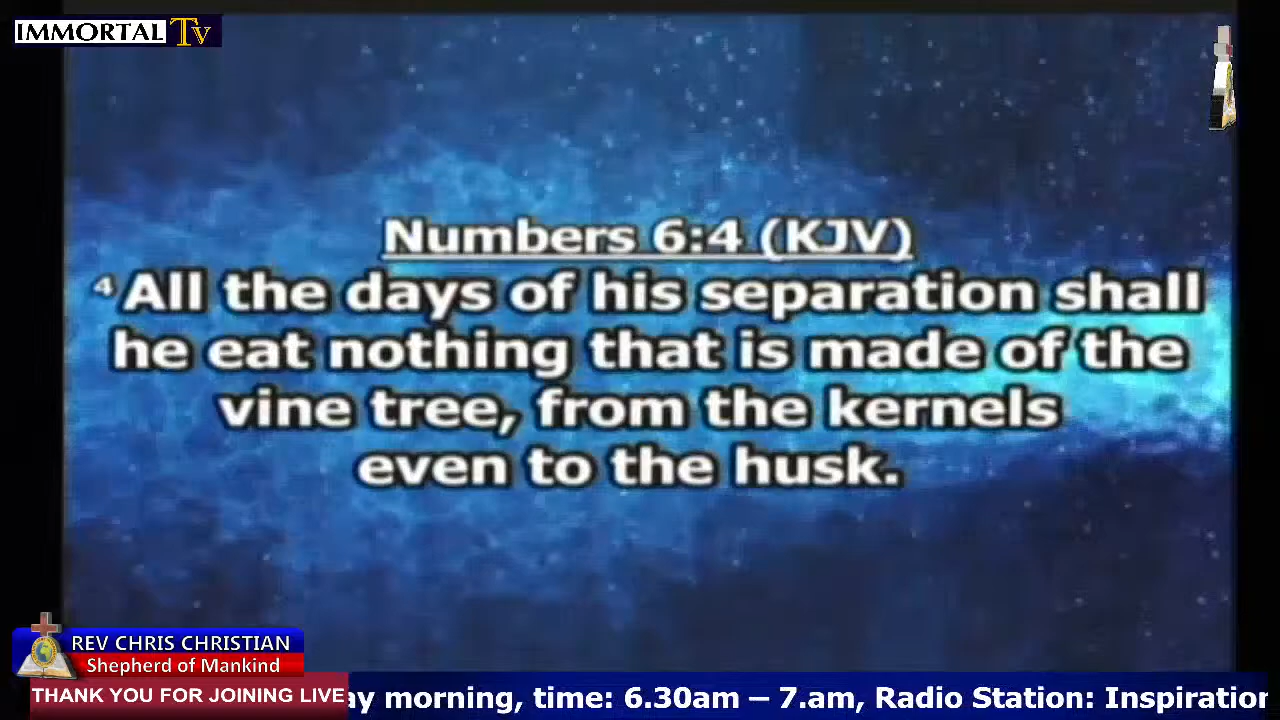 IMMORTAL Tv
Numbers 6:4 (KJV)
4 All the days of his separation shall
he eat nothing that is made of the
vine tree, from the kernels
even to the husk.
REV CHRIS CHRISTIAN
Shepherd of Mankind
THANK YOU FOR JOINING LIVE
ay morning, time: 6.30am – 7.am, Radio Station: Inspiration